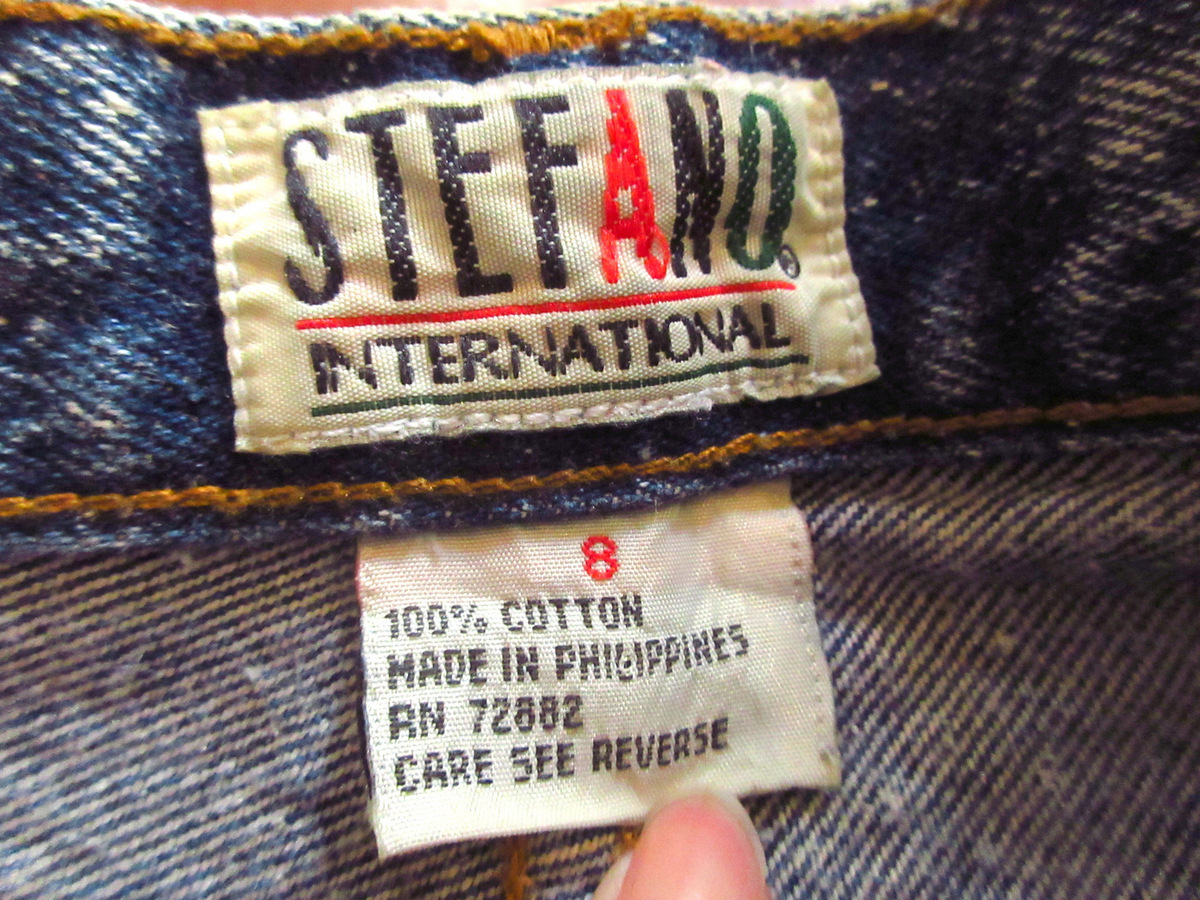 STEFANO®
INTERNATIONAL
8
100% COTTON
MADE IN PHILIPPINES
RN 72882
CARE SEE REVERSE